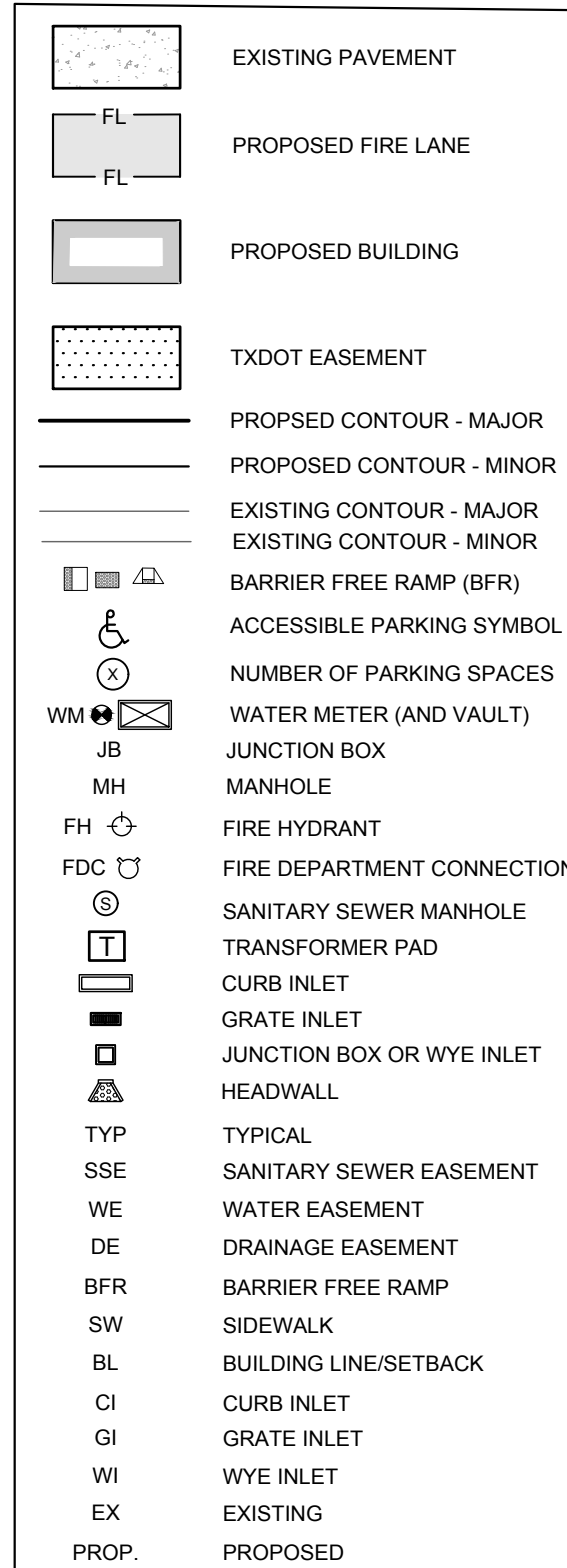 EXISTING PAVEMENT
FL
PROPOSED FIRE LANE
FL
PROPOSED BUILDING
TXDOT EASEMENT
PROPSED CONTOUR - MAJOR
PROPOSED CONTOUR - MINOR
EXISTING CONTOUR - MAJOR
EXISTING CONTOUR - MINOR
BARRIER FREE RAMP (BFR)
ACCESSIBLE PARKING SYMBOL
X NUMBER OF PARKING SPACES
WM WATER METER (AND VAULT)
JB JUNCTION BOX
MH MANHOLE
FH FIRE HYDRANT
FDC FIRE DEPARTMENT CONNECTION
S SANITARY SEWER MANHOLE
T TRANSFORMER PAD
CURB INLET
GRATE INLET
JUNCTION BOX OR WYE INLET
HEADWALL
TYP TYPICAL
SSE SANITARY SEWER EASEMENT
WE WATER EASEMENT
DE DRAINAGE EASEMENT
BFR BARRIER FREE RAMP
SW SIDEWALK
BL BUILDING LINE/SETBACK
CI CURB INLET
GI GRATE INLET
WI WYE INLET
EX EXISTING
PROP. PROPOSED